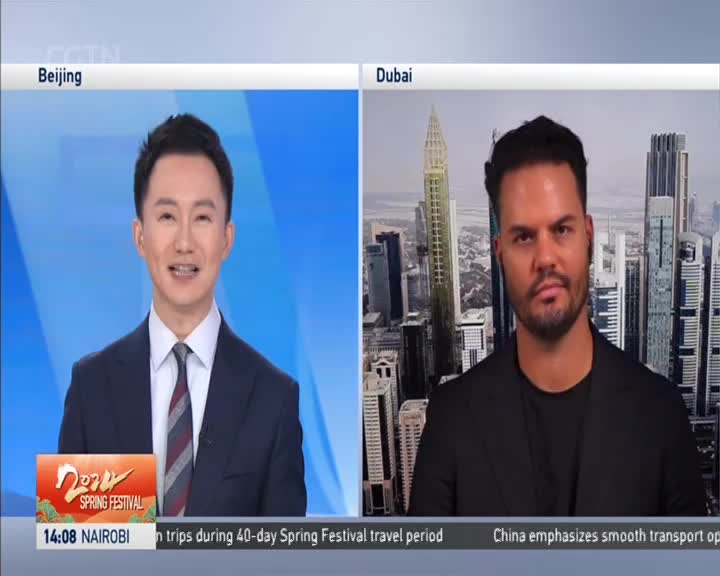 CGTN
Beijing
Dubai
2024
SPRING FESTIVAL
14:08 NAIROBI
n trips during 40-day Spring Festival travel period
China emphasizes smooth transport op